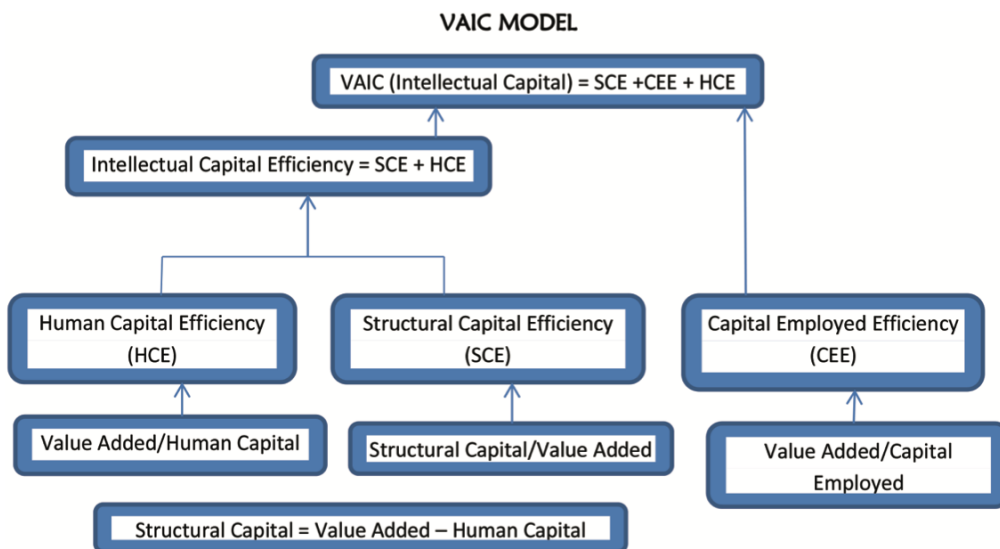 VAIC MODEL
VAIC (Intellectual Capital) = SCE +CEE + HCE
Intellectual Capital Efficiency = SCE + HCE
Human Capital Efficiency
(HCE)
Structural Capital Efficiency
(SCE)
Capital Employed Efficiency
(CEE)
Value Added/Human Capital
Structural Capital/Value Added
Value Added/Capital
Employed
Structural Capital = Value Added – Human Capital